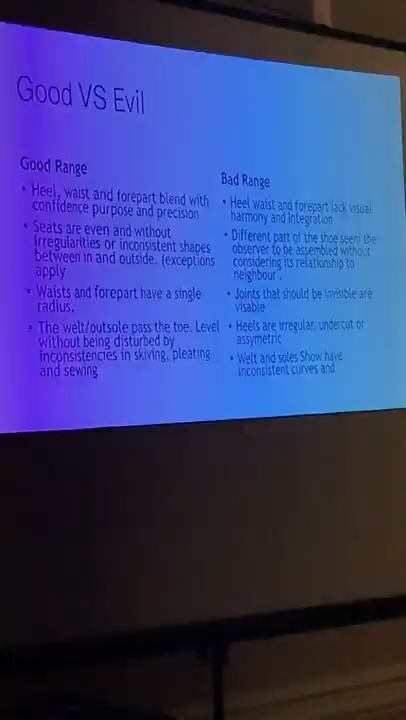 Good VS Evil
Good Range
• Heel, waist and forepart blend with
confidence purpose and precision
• Seats are even and without
Irregularities or inconsistent shapes
between in and outside. (exceptions
apply
• Waists and forepart have a single
radius.
• The welt/outsole pass the toe. Level
without being disturbed by
inconsistencies in skiving, pleating
and sewing
Bad Range
• Heel waist and forepart lack visual
harmony and Integration
• Different part of the shoe seem the
observer to be assembled without
considering its relationship to
neighbour .
• Joints that should be invisible are
visable
• Heels are irregular, undercut or
assymetric
• Welt and soles Show have
inconsistent curves and